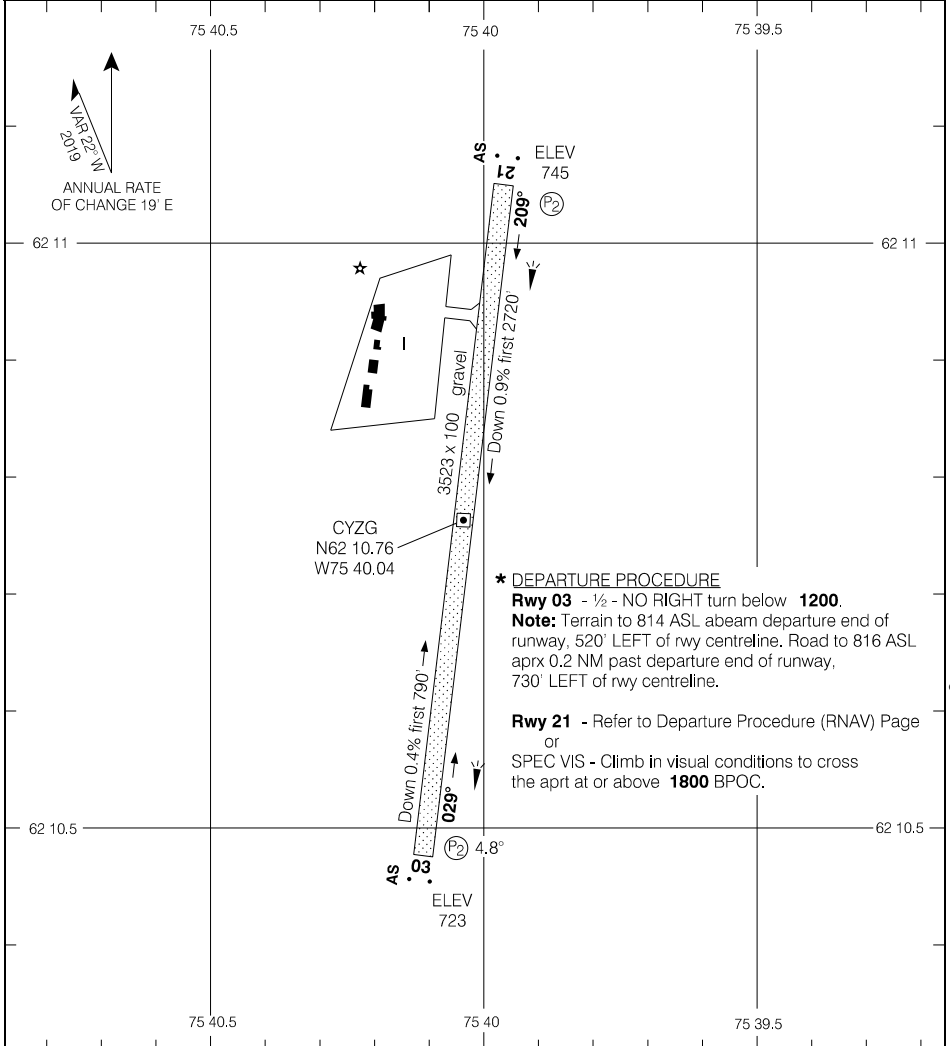 75 40.5
75 40
75 39.5
VAR 22° W
2019
ANNUAL RATE
OF CHANGE 19' E
AS
21
ELEV
745
209°
P2
62 11
62 11
Down 0.9% first 2720'
I
3523 x 100 gravel
CYZG
N62 10.76
W75 40.04
* DEPARTURE PROCEDURE
Rwy 03 - ½ - NO RIGHT turn below 1200.
Note: Terrain to 814 ASL abeam departure end of
runway, 520' LEFT of rwy centreline. Road to 816 ASL
aprx 0.2 NM past departure end of runway,
730' LEFT of rwy centreline.
Rwy 21 - Refer to Departure Procedure (RNAV) Page
or
SPEC VIS - Climb in visual conditions to cross
the aprt at or above 1800 BPOC.
Down 0.4% first 790'
029°
62 10.5
62 10.5
P2 4.8°
AS
03
ELEV
723
75 40.5
75 40
75 39.5